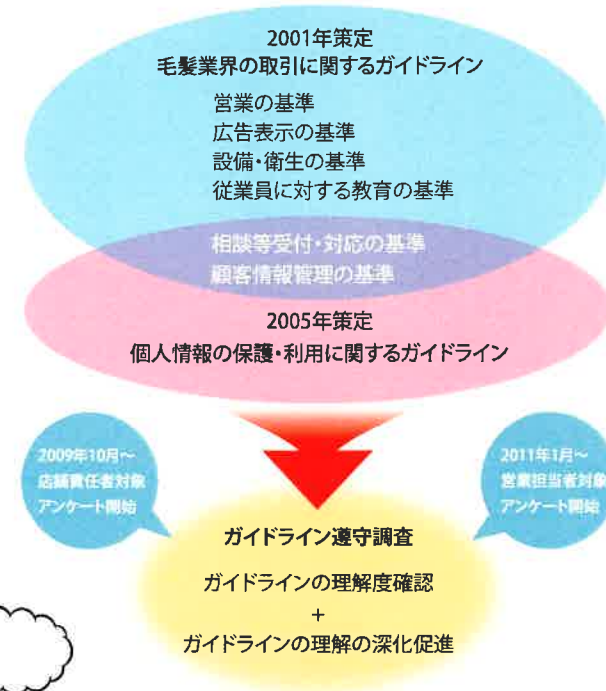 2001年策定
毛髪業界の取引に関するガイドライン
営業の基準
広告表示の基準
設備・衛生の基準
従業員に対する教育の基準
相談等受付・対応の基準
顧客情報管理の基準
2005年策定
個人情報の保護・利用に関するガイドライン
2009年10月〜
店舗責任者対象
アンケート開始
2011年1月〜
営業担当者対象
アンケート開始
ガイドライン遵守調査
ガイドラインの理解度確認
+
ガイドラインの理解の深化促進